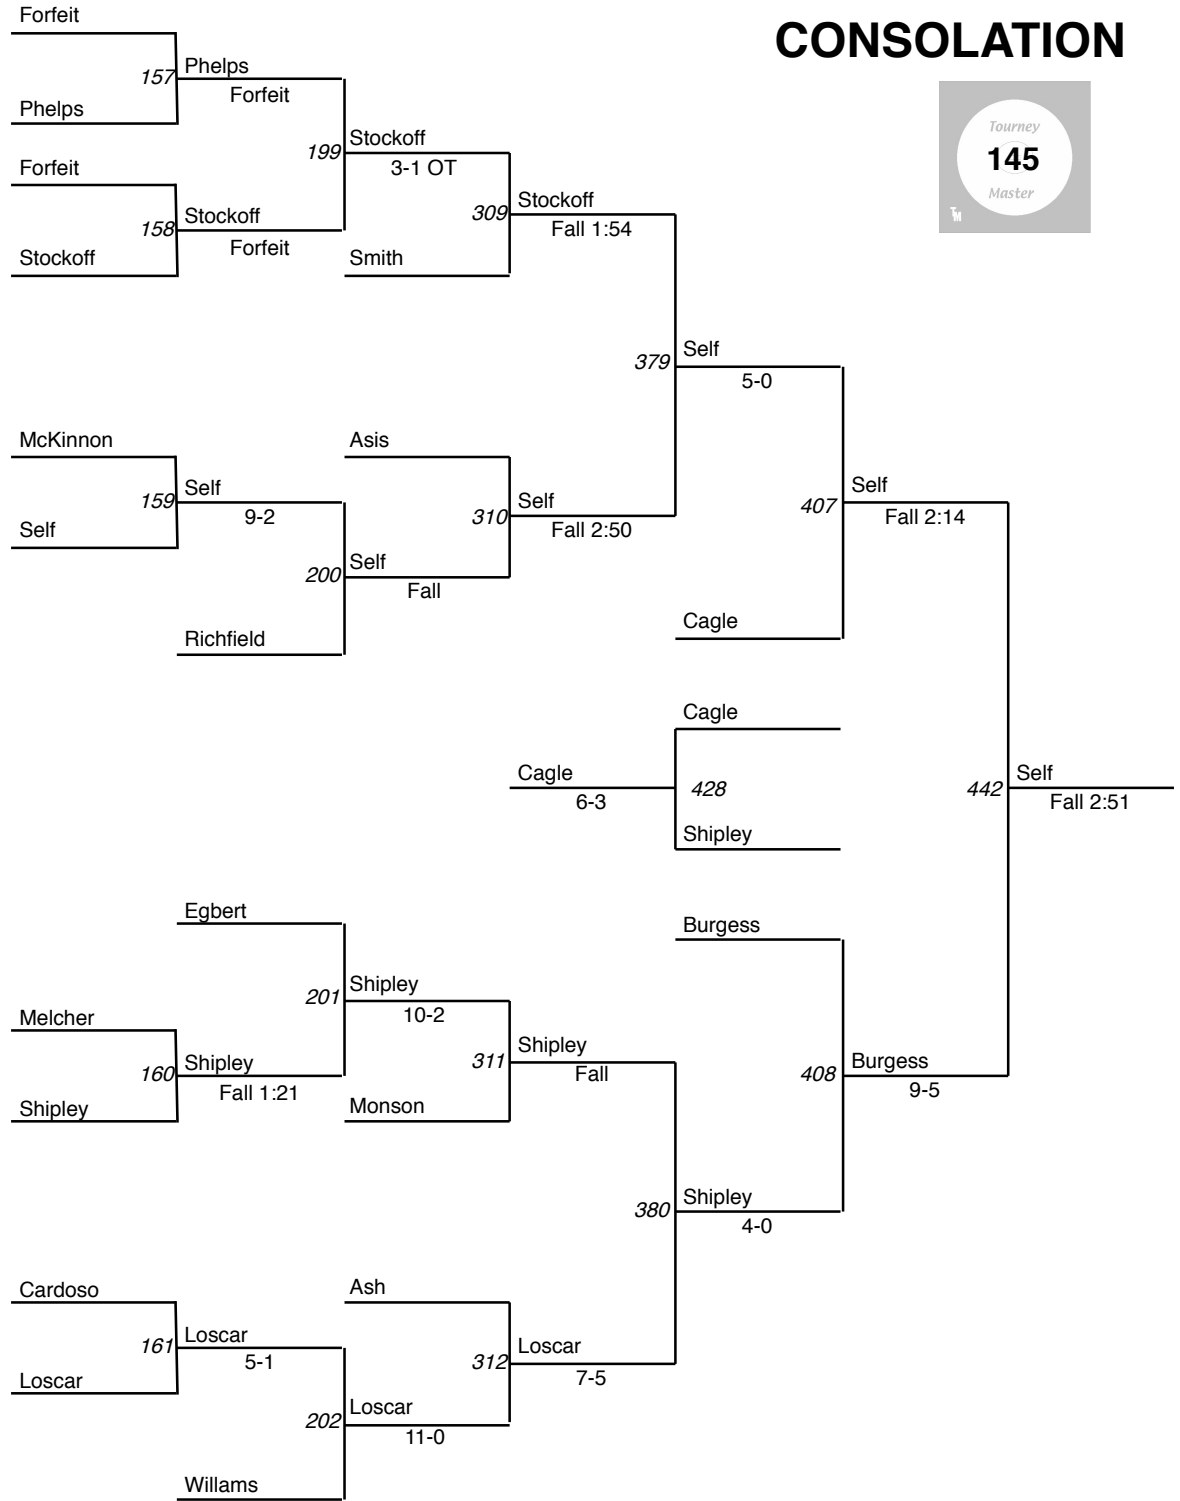 Forfeit
CONSOLATION
157
Phelps
Forfeit
Phelps
Tourney
145
Master
TM
199
Stockoff
3-1 OT
Forfeit
158
Stockoff
Forfeit
Stockoff
309
Stockoff
Fall 1:54
Smith
379
Self
5-0
McKinnon
Asis
159
Self
9-2
Self
310
Self
Fall 2:50
407
Self
Fall 2:14
200
Self
Fall
Richfield
Cagle
Cagle
Cagle
6-3
428
Shipley
442
Self
Fall 2:51
Egbert
Burgess
201
Shipley
10-2
Melcher
160
Shipley
Fall 1:21
Shipley
311
Shipley
Fall
Monson
408
Burgess
9-5
380
Shipley
4-0
Cardoso
Ash
161
Loscar
5-1
Loscar
312
Loscar
7-5
202
Loscar
11-0
Willams